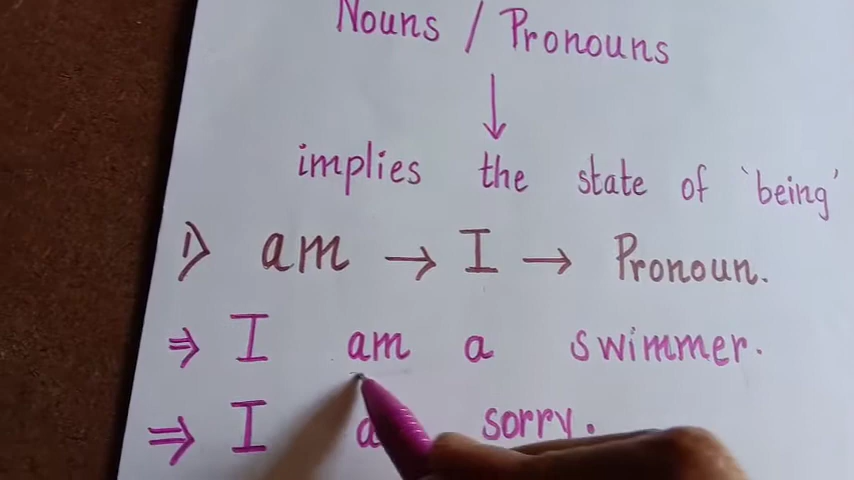 Nouns / Pronouns
↓
implies the state of 'being'
1> am → I → Pronoun.
⇒ I am a swimmer.
⇒ I sorry.